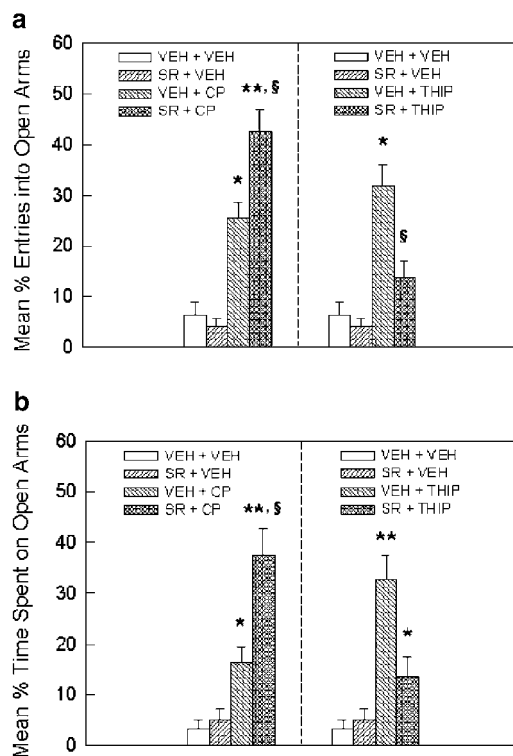 a
Mean % Entries into Open Arms
60
50
40
30
20
10
0
VEH + VEH
SR + VEH
VEH + CP
SR + CP
**, §
*
VEH + VEH
SR + VEH
VEH + THIP
SR + THIP
*
§
b
Mean % Time Spent on Open Arms
60
50
40
30
20
10
0
VEH + VEH
SR + VEH
VEH + CP
SR + CP
**, §
*
VEH + VEH
SR + VEH
VEH + THIP
SR + THIP
**
*